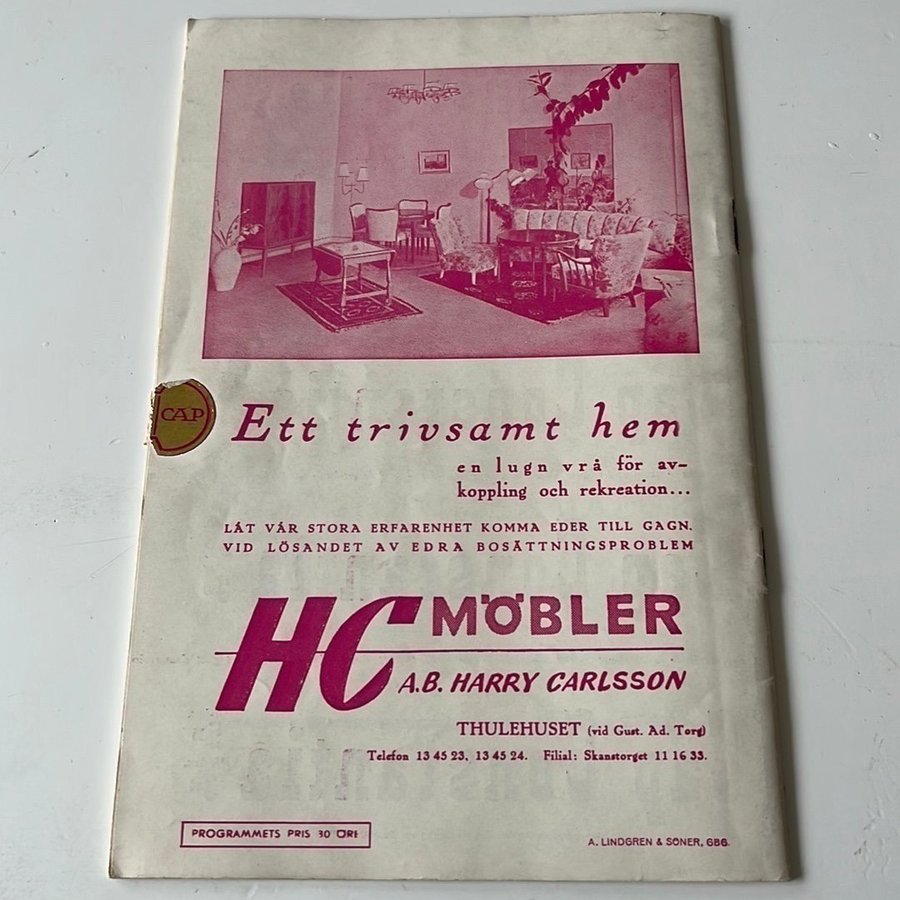 CAP
Ett trivsamt hem
en lugn vrå för av-
koppling och rekreation...
LÅT VÅR STORA ERFARENHET KOMMA EDER TILL GAGN.
VID LÖSANDET AV EDRA BOSÄTTNINGSPROBLEM
HC MÖBLER
A.B. HARRY CARLSSON
THULEHUSET (vid Gust. Ad. Torg)
Telefon 13 45 23, 13 45 24. Filial: Skanstorget 11 16 33.
PROGRAMMETS PRIS 30 ÖRE
A. LINDGREN & SÖNER, GBG.